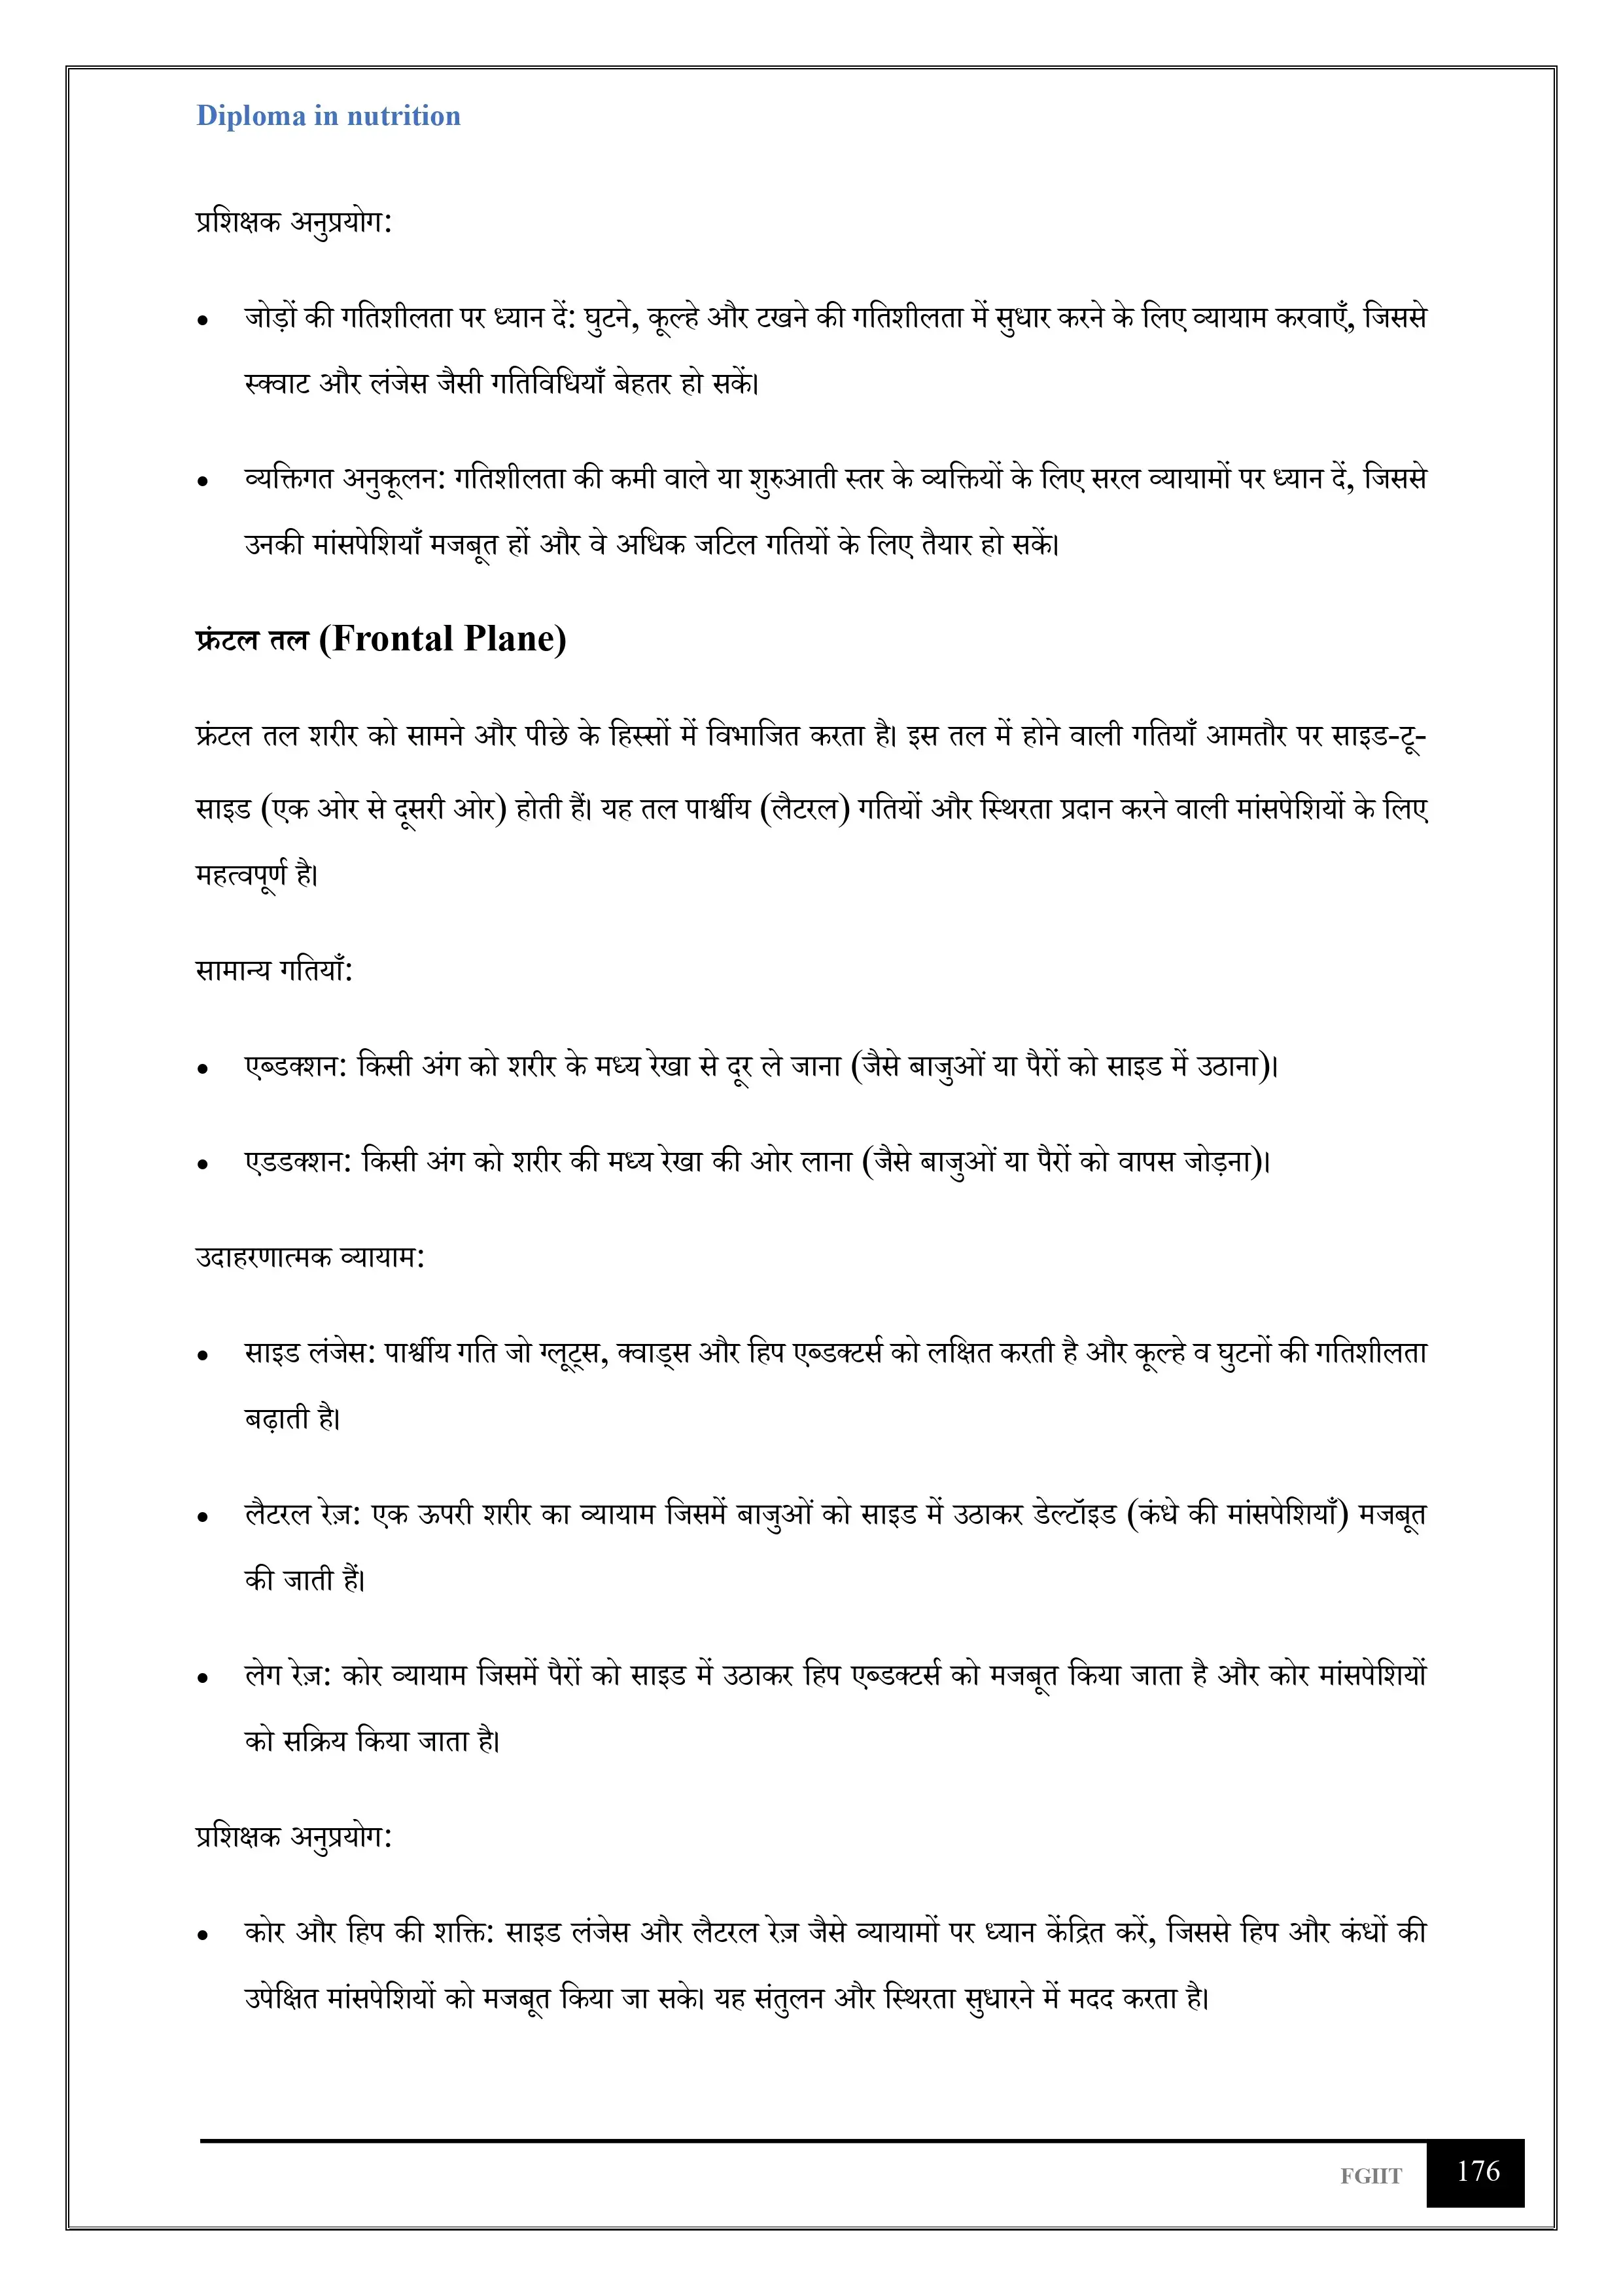 Diploma in nutrition
प्रशिक्षक अनुप्रयोग:
• जोड़ों की गतिशीलता पर ध्यान दें: घुटने, कूल्हे और टखने की गतिशीलता में सुधार करने के लिए व्यायाम करवाएँ, जिससे
स्क्वाट और लंजेस जैसी गतिविधियाँ बेहतर हो सकें।
• व्यक्तिगत अनुकूलन: गतिशीलता की कमी वाले या शुरुआती स्तर के व्यक्तियों के लिए सरल व्यायामों पर ध्यान दें, जिससे
उनकी मांसपेशियाँ मजबूत हों और वे अधिक जटिल गतियों के लिए तैयार हो सकें।
फ्रंटल तल (Frontal Plane)
फ्रंटल तल शरीर को सामने और पीछे के हिस्सों में विभाजित करता है। इस तल में होने वाली गतियाँ आमतौर पर साइड-टू-
साइड (एक ओर से दूसरी ओर) होती हैं। यह तल पार्श्वीय (लैटरल) गतियों और स्थिरता प्रदान करने वाली मांसपेशियों के लिए
महत्वपूर्ण है।
सामान्य गतियाँ:
• एब्डक्शन: किसी अंग को शरीर के मध्य रेखा से दूर ले जाना (जैसे बाजुओं या पैरों को साइड में उठाना)।
• एडडक्शन: किसी अंग को शरीर की मध्य रेखा की ओर लाना (जैसे बाजुओं या पैरों को वापस जोड़ना)।
उदाहरणात्मक व्यायाम:
• साइड लंजेस: पार्श्वीय गति जो ग्लूट्स, क्वाड्स और हिप एब्डक्टर्स को लक्षित करती है और कूल्हे व घुटनों की गतिशीलता
बढ़ाती है।
• लैटरल रेज़: एक ऊपरी शरीर का व्यायाम जिसमें बाजुओं को साइड में उठाकर डेल्टॉइड (कंधे की मांसपेशियाँ) मजबूत
की जाती हैं।
• लेग रेज़: कोर व्यायाम जिसमें पैरों को साइड में उठाकर हिप एब्डक्टर्स को मजबूत किया जाता है और कोर मांसपेशियों
को सक्रिय किया जाता है।
प्रशिक्षक अनुप्रयोग:
• कोर और हिप की शक्ति: साइड लंजेस और लैटरल रेज़ जैसे व्यायामों पर ध्यान केंद्रित करें, जिससे हिप और कंधों की
उपेक्षित मांसपेशियों को मजबूत किया जा सके। यह संतुलन और स्थिरता सुधारने में मदद करता है।
FGIIT 176